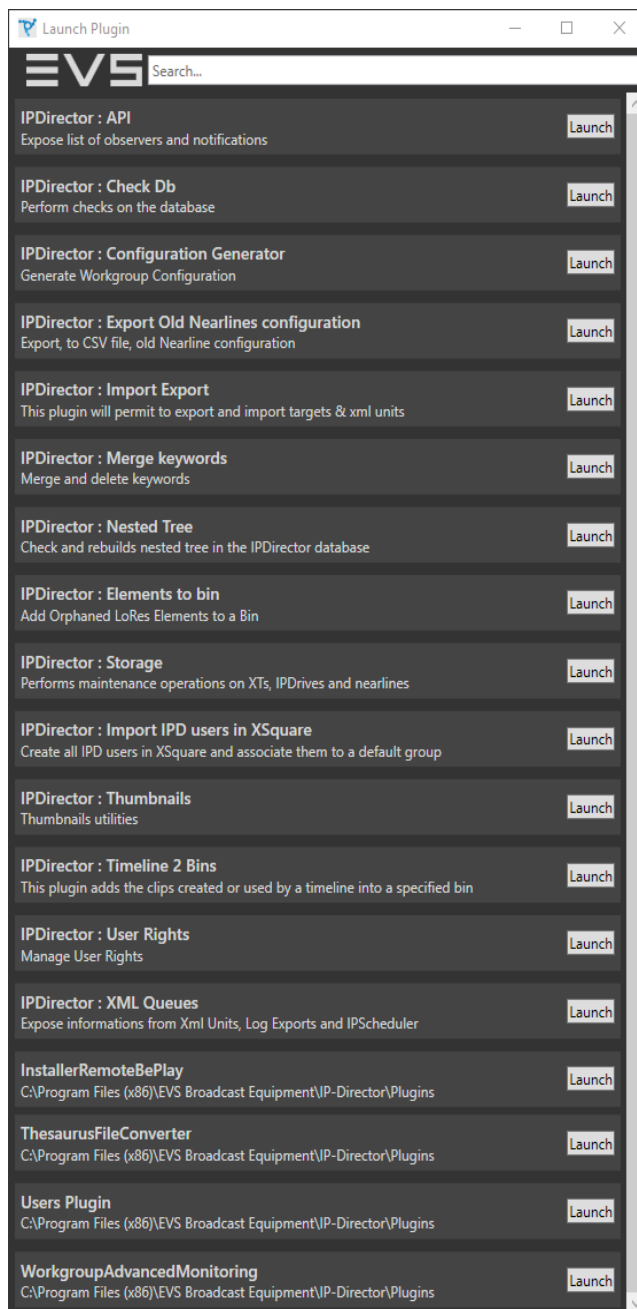 Launch Plugin
EVS
Search...
IPDirector : API
Expose list of observers and notifications
Launch
IPDirector : Check Db
Perform checks on the database
Launch
IPDirector : Configuration Generator
Generate Workgroup Configuration
Launch
IPDirector : Export Old Nearlines configuration
Export, to CSV file, old Nearline configuration
Launch
IPDirector : Import Export
This plugin will permit to export and import targets & xml units
Launch
IPDirector : Merge keywords
Merge and delete keywords
Launch
IPDirector : Nested Tree
Check and rebuilds nested tree in the IPDirector database
Launch
IPDirector : Elements to bin
Add Orphaned LoRes Elements to a Bin
Launch
IPDirector : Storage
Performs maintenance operations on XTs, IPDrives and nearlines
Launch
IPDirector : Import IPD users in XSquare
Create all IPD users in XSquare and associate them to a default group
Launch
IPDirector : Thumbnails
Thumbnails utilities
Launch
IPDirector : Timeline 2 Bins
This plugin adds the clips created or used by a timeline into a specified bin
Launch
IPDirector : User Rights
Manage User Rights
Launch
IPDirector : XML Queues
Expose informations from Xml Units, Log Exports and IPScheduler
Launch
InstallerRemoteBePlay
C:\Program Files (x86)\EVS Broadcast Equipment\IP-Director\Plugins
Launch
ThesaurusFileConverter
C:\Program Files (x86)\EVS Broadcast Equipment\IP-Director\Plugins
Launch
Users Plugin
C:\Program Files (x86)\EVS Broadcast Equipment\IP-Director\Plugins
Launch
WorkgroupAdvancedMonitoring
C:\Program Files (x86)\EVS Broadcast Equipment\IP-Director\Plugins
Launch